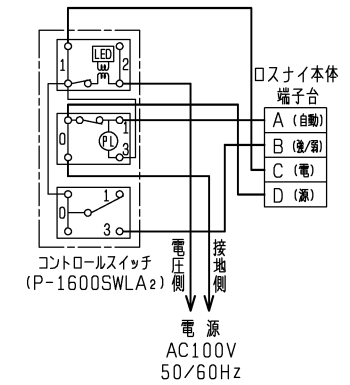 LED
1
2
ロスナイ本体
端子台
A (自動)
B (強/弱)
C (電)
D (源)
0
1
PL
3
0
1
3
コントロールスイッチ
(P-1600SWLA2)
電圧側
接地側
電源
AC100V
50/60Hz